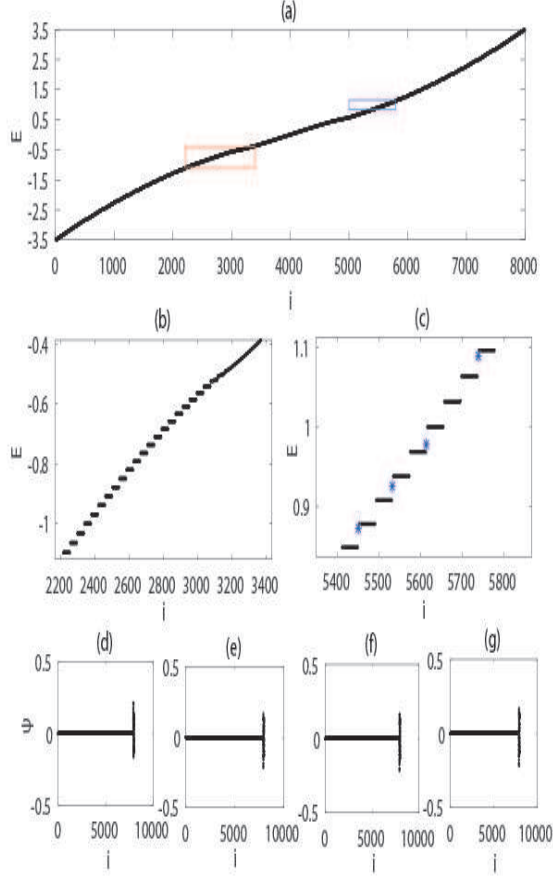 (a)
3.5
2.5
1.5
0.5
-0.5
-1.5
-2.5
-3.5
E
0 1000 2000 3000 4000 5000 6000 7000 8000
i
(b)
-0.4
-0.6
-0.8
-1
E
2200 2400 2600 2800 3000 3200 3400
i
(c)
1.1
1
0.9
E
5400 5500 5600 5700 5800
i
(d)
0.5
0
-0.5
Ψ
0 5000 10000
i
(e)
0.5
0
-0.5
0 5000 10000
i
(f)
0.5
0
-0.5
0 5000 10000
i
(g)
0.5
0
-0.5
0 5000 10000
i